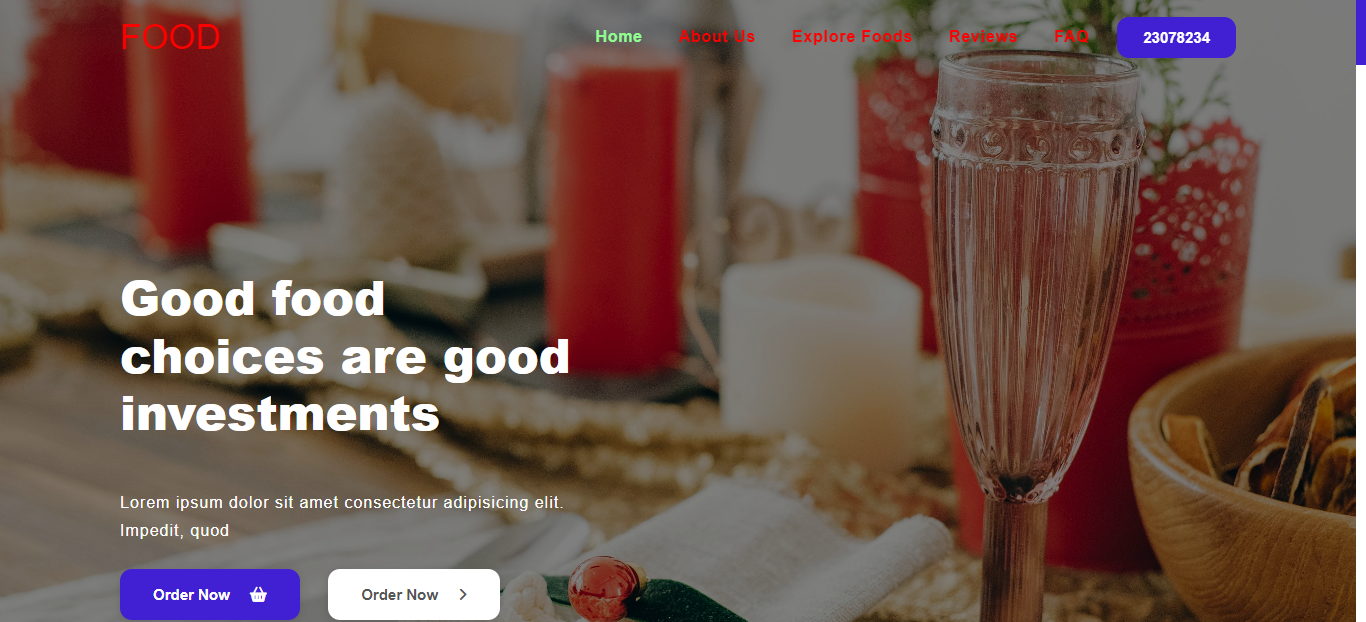 FOOD
Home About Us Explore Foods Reviews FAQ 23078234
Good food
choices are good
investments
Lorem ipsum dolor sit amet consectetur adipisicing elit.
Impedit, quod
Order Now Order Now